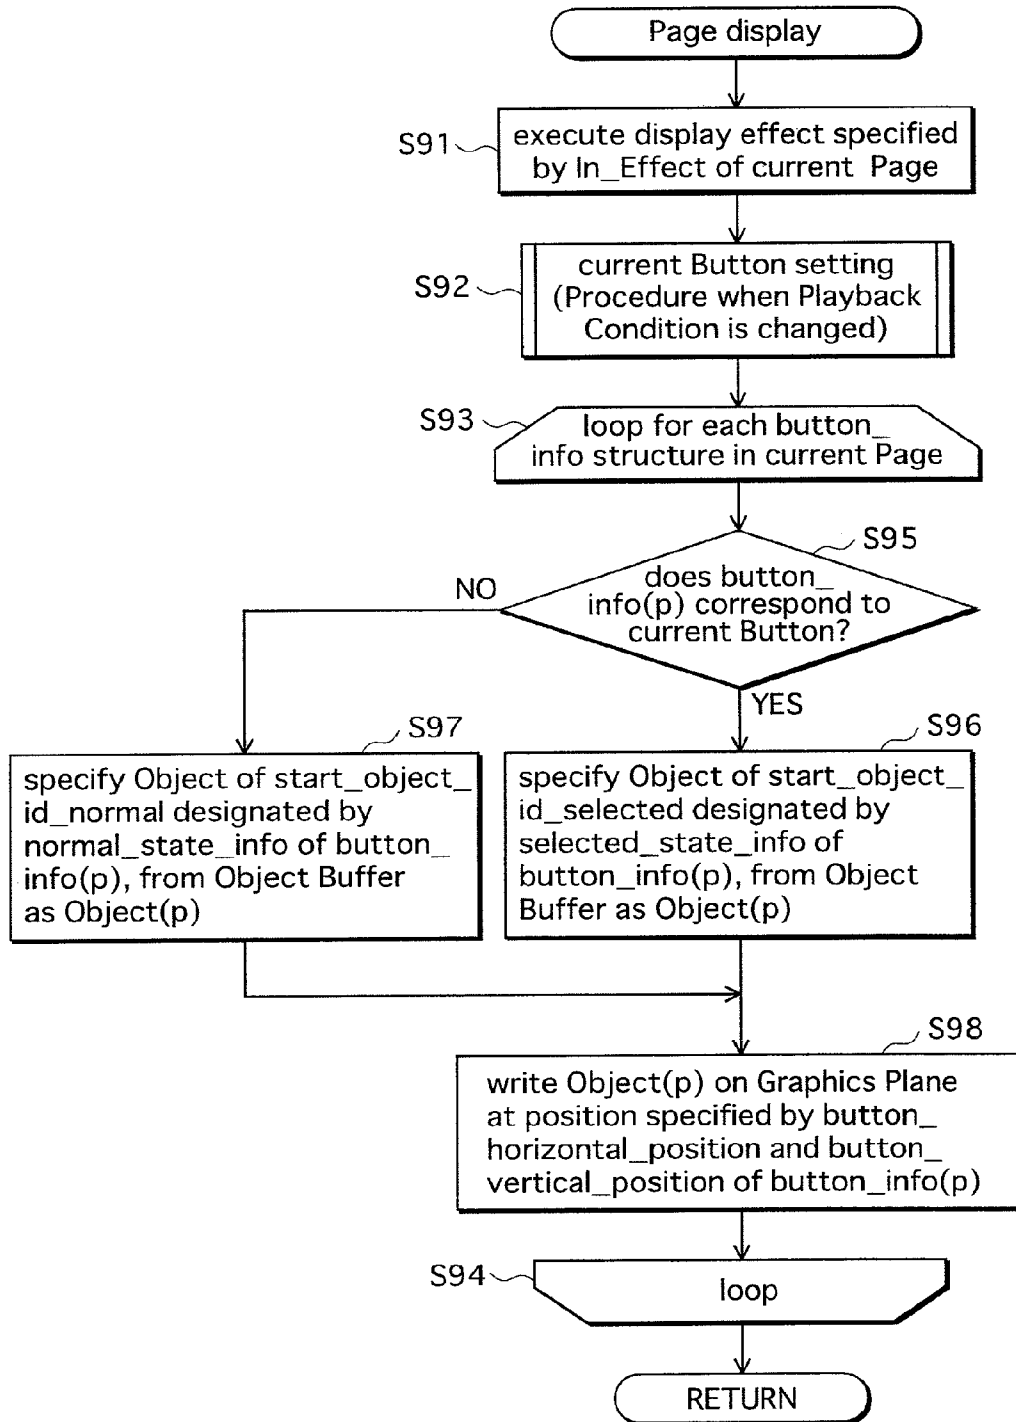 Page display
S91
execute display effect specified
by In_Effect of current Page
S92
current Button setting
(Procedure when Playback
Condition is changed)
S93
loop for each button_
info structure in current Page
S95
does button_
info(p) correspond to
current Button?
NO
YES
S97
specify Object of start_object_
id_normal designated by
normal_state_info of button_
info(p), from Object Buffer
as Object(p)
S96
specify Object of start_object_
id_selected designated by
selected_state_info of
button_info(p), from Object
Buffer as Object(p)
S98
write Object(p) on Graphics Plane
at position specified by button_
horizontal_position and button_
vertical_position of button_info(p)
S94
loop
RETURN